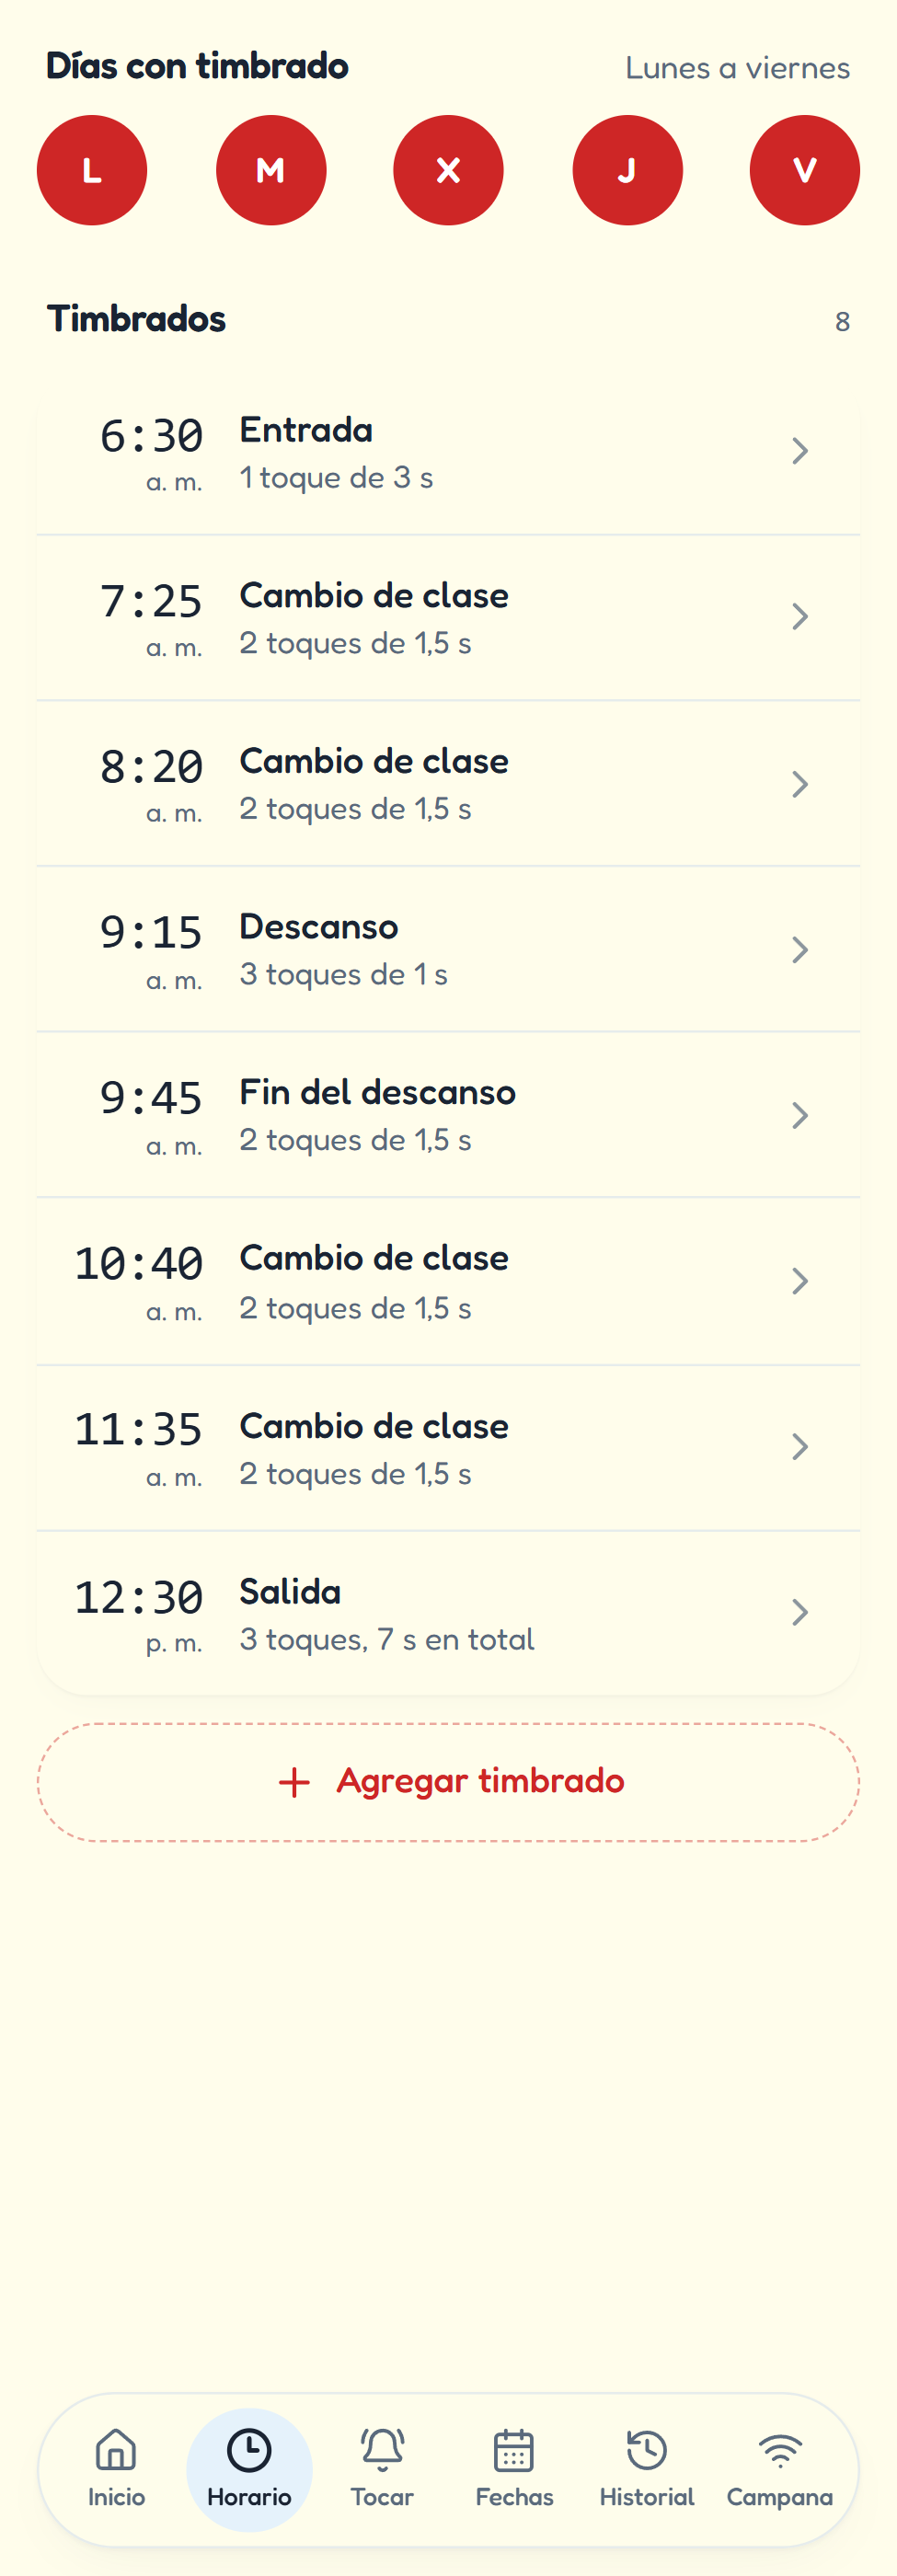 Días con timbrado
Lunes a viernes
L M X J V
Timbrados
8
6:30 a. m.
Entrada
1 toque de 3 s
7:25 a. m.
Cambio de clase
2 toques de 1,5 s
8:20 a. m.
Cambio de clase
2 toques de 1,5 s
9:15 a. m.
Descanso
3 toques de 1 s
9:45 a. m.
Fin del descanso
2 toques de 1,5 s
10:40 a. m.
Cambio de clase
2 toques de 1,5 s
11:35 a. m.
Cambio de clase
2 toques de 1,5 s
12:30 p. m.
Salida
3 toques, 7 s en total
+ Agregar timbrado
Inicio
Horario
Tocar
Fechas
Historial
Campana